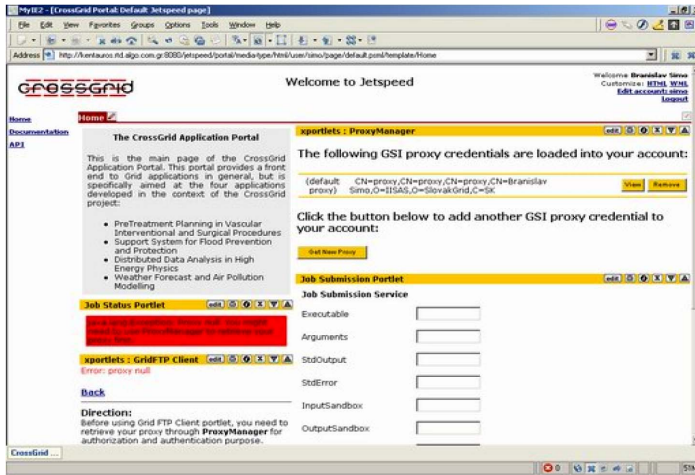 MyIE2 - [CrossGrid Portal: Default Jetspeed page]
File Edit View Favorites Groups Options Tools Window Help
Address http://kentauros.rtd.algo.com.gr:8080/jetspeed/portal/media-type/html/user/simo/page/default.psml/template/Home
crossgrid
Welcome to Jetspeed
Welcome Branislav Simo
Customize: HTML WML
Edit account: simo
Logout
Home
Documentation
API
Home
The CrossGrid Application Portal
This is the main page of the CrossGrid
Application Portal. This portal provides a front
end to Grid applications in general, but is
specifically aimed at the four applications
developed in the context of the CrossGrid
project:
PreTreatment Planning in Vascular
Interventional and Surgical Procedures
Support System for Flood Prevention
and Protection
Distributed Data Analysis in High
Energy Physics
Weather Forecast and Air Pollution
Modelling
Job Status Portlet
edit
xportlets : GridFTP Client
edit
Error: proxy null
Back
Direction:
Before using Grid FTP Client portlet, you need to
retrieve your proxy through ProxyManager for
authorization and authentication purpose.
xportlets : ProxyManager
edit
The following GSI proxy credentials are loaded into your account:
(default CN=proxy,CN=proxy,CN=proxy,CN=Branislav
proxy) Simo,O=IISAS,O=SlovakGrid,C=SK
View Remove
Click the button below to add another GSI proxy credential to
your account:
Get New Proxy
Job Submission Portlet
edit
Job Submission Service
Executable
Arguments
StdOutput
StdError
InputSandbox
OutputSandbox
CrossGrid ...